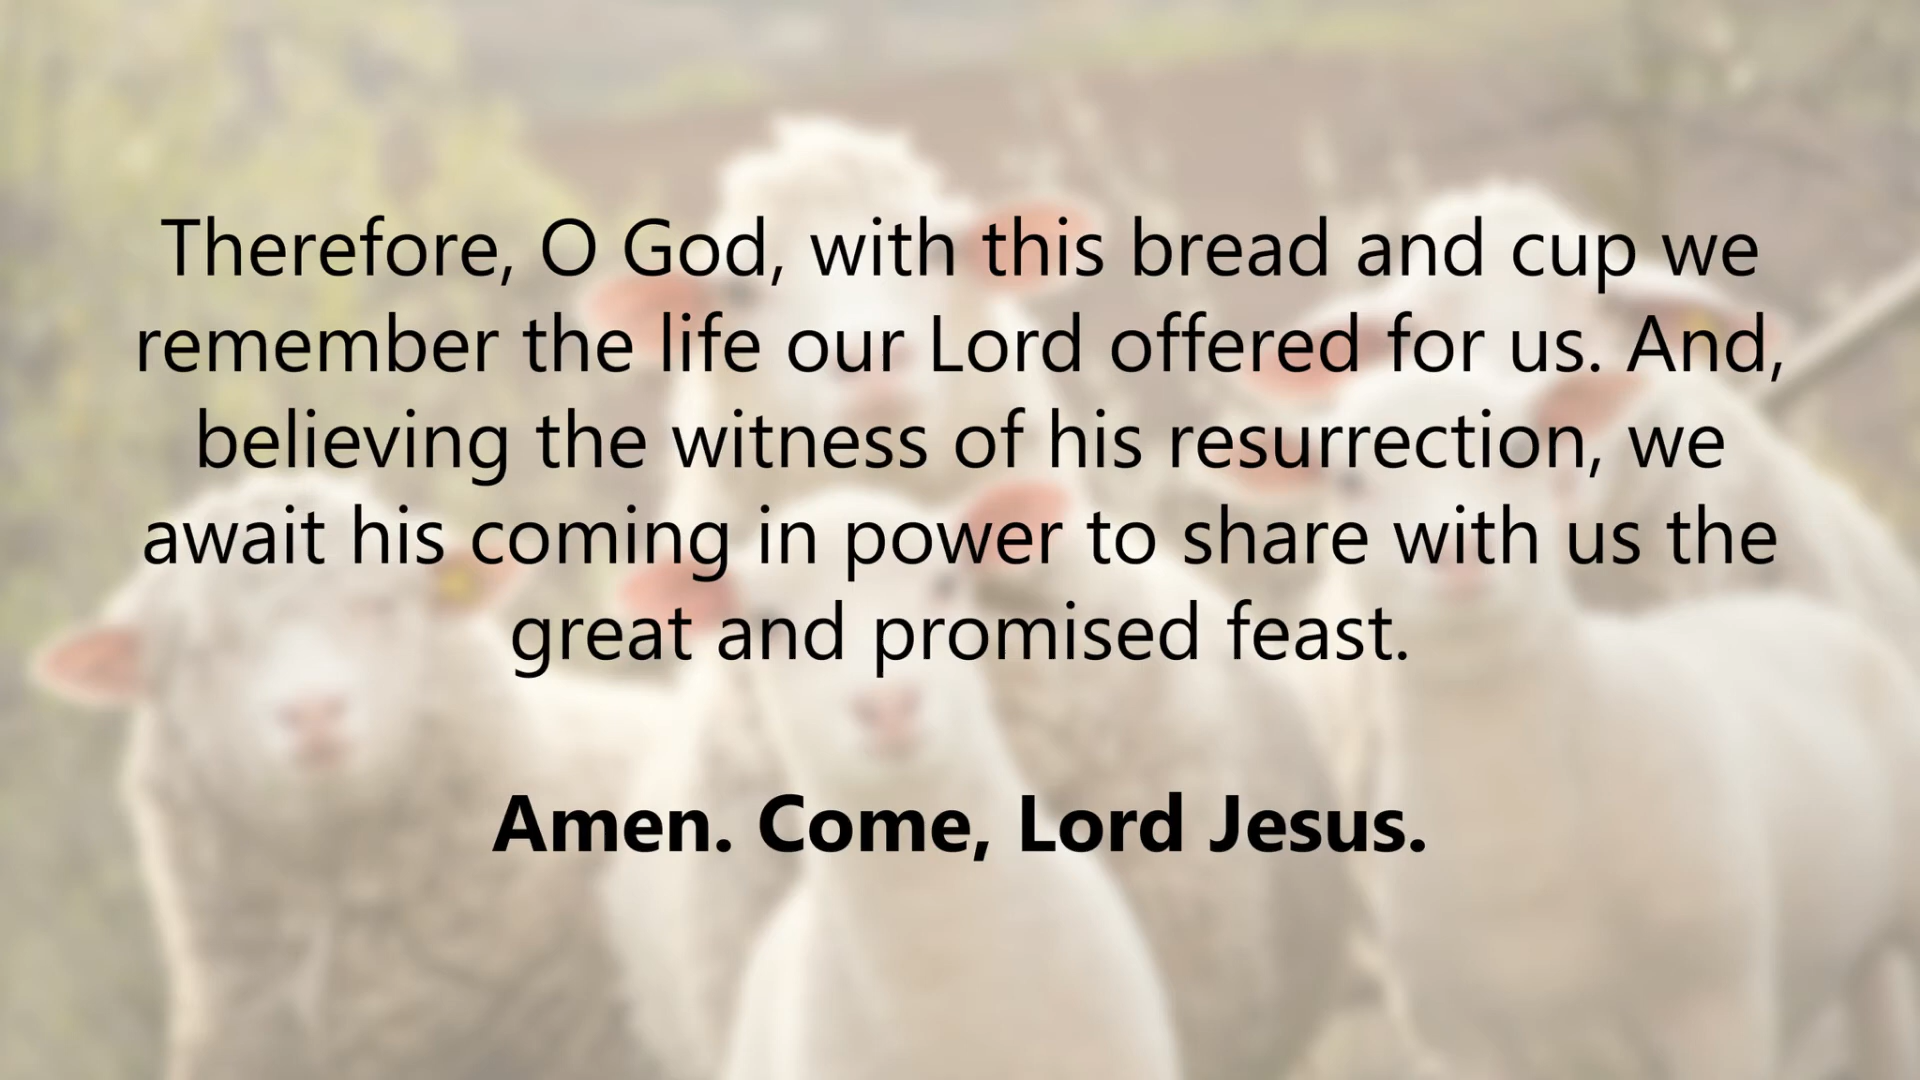 Therefore, O God, with this bread and cup we
remember the life our Lord offered for us. And,
believing the witness of his resurrection, we
await his coming in power to share with us the
great and promised feast.
Amen. Come, Lord Jesus.